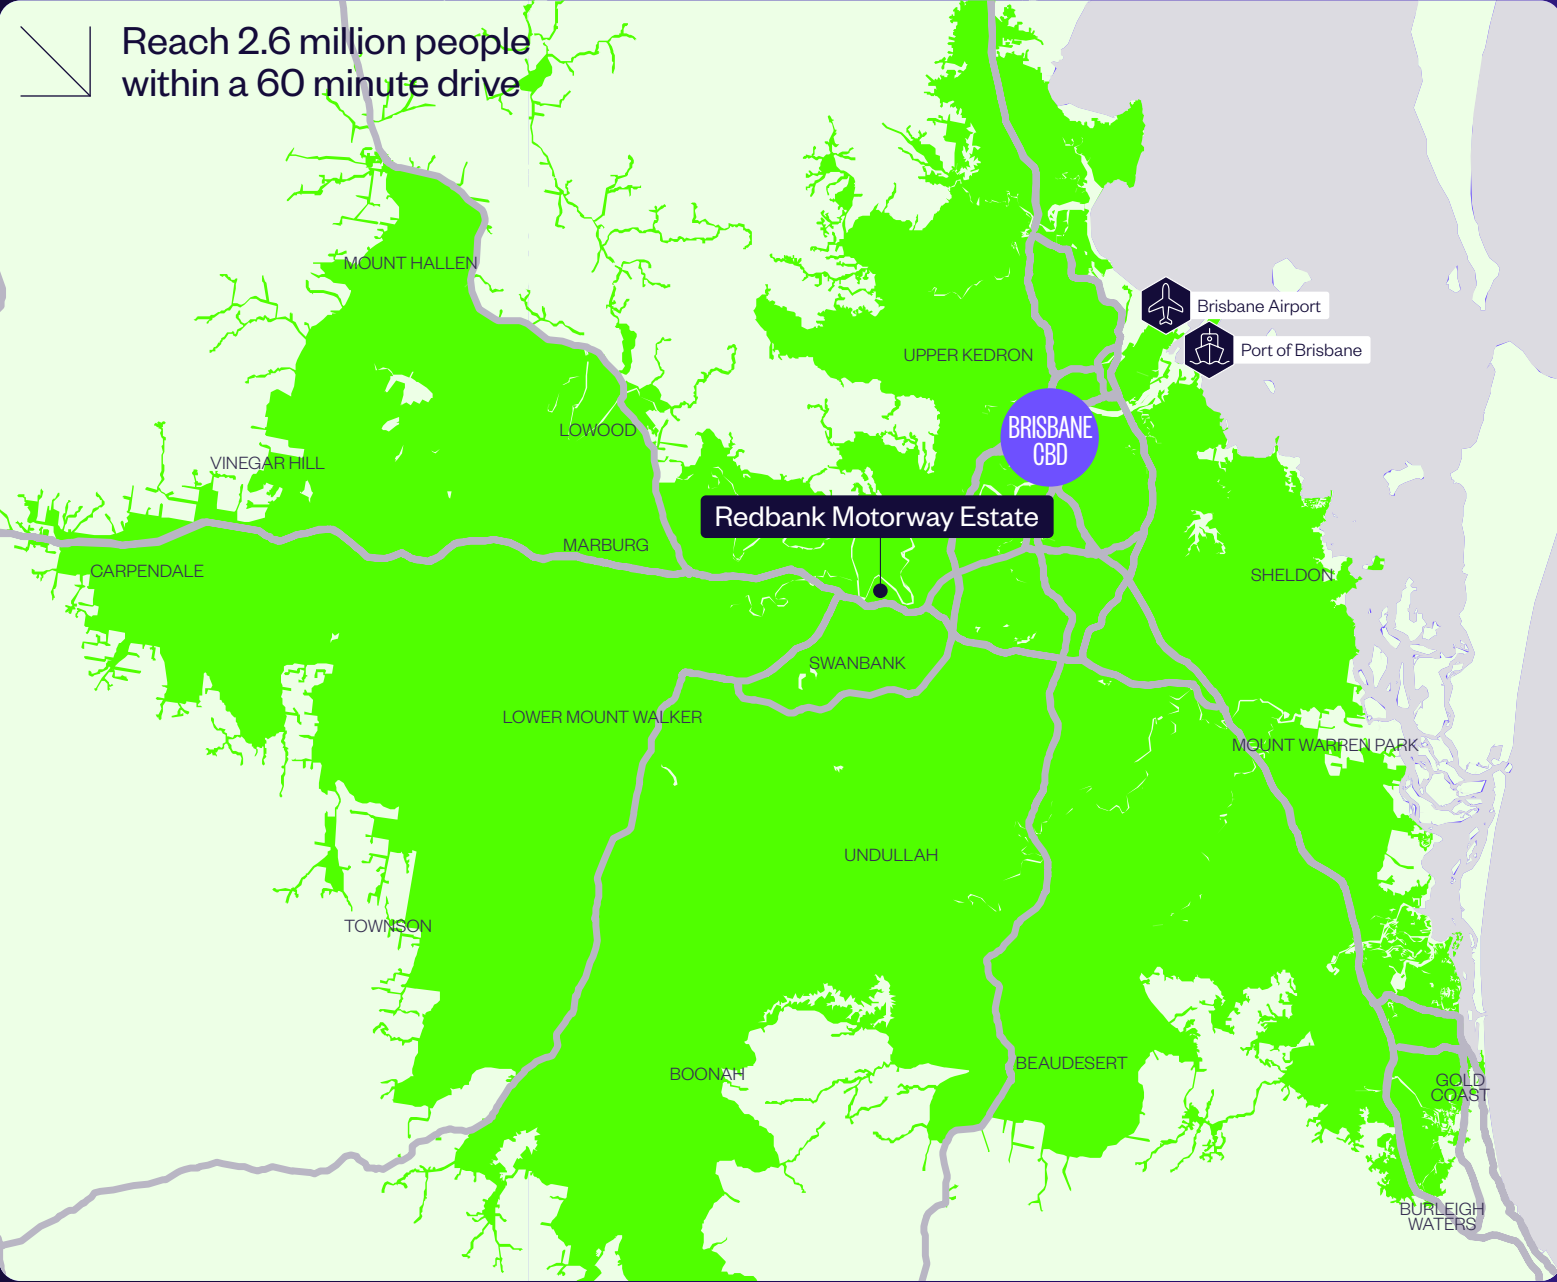 Reach 2.6 million people
within a 60 minute drive
MOUNT HALLEN
Brisbane Airport
Port of Brisbane
UPPER KEDRON
BRISBANE
CBD
LOWOOD
VINEGAR HILL
Redbank Motorway Estate
MARBURG
CARPENDALE
SHELDON
SWANBANK
LOWER MOUNT WALKER
MOUNT WARREN PARK
UNDULLAH
TOWNSON
BEAUDESERT
BOONAH
GOLD
COAST
BURLEIGH
WATERS